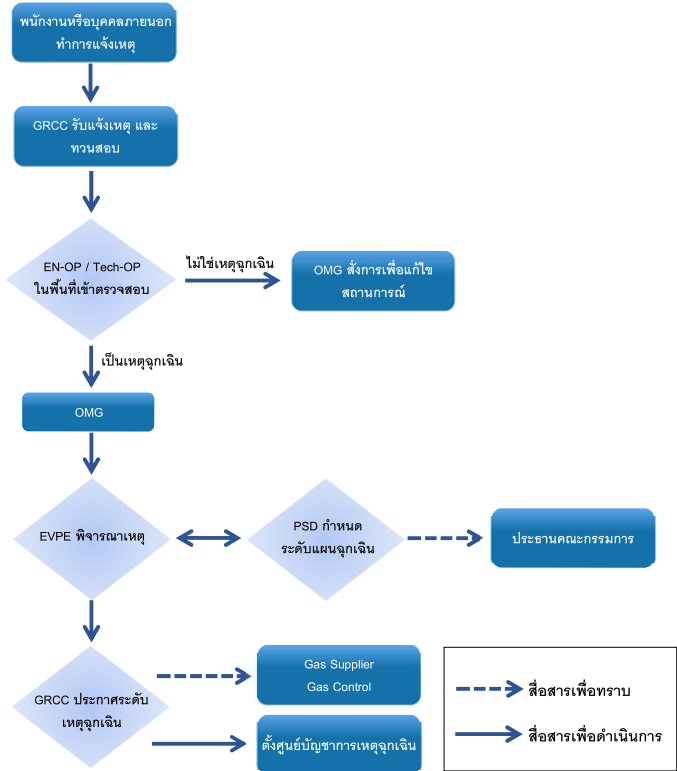 พนักงานหรือบุคคลภายนอก
ทำการแจ้งเหตุ
GRCC รับแจ้งเหตุ และ
ทวนสอบ
EN-OP / Tech-OP
ในพื้นที่เข้าตรวจสอบ
ไม่ใช่เหตุฉุกเฉิน
OMG สั่งการเพื่อแก้ไข
สถานการณ์
เป็นเหตุฉุกเฉิน
OMG
EVPE พิจารณาเหตุ
PSD กำหนด
ระดับแผนฉุกเฉิน
ประธานคณะกรรมการ
GRCC ประกาศระดับ
เหตุฉุกเฉิน
Gas Supplier
Gas Control
ตั้งศูนย์บัญชาการเหตุฉุกเฉิน
สื่อสารเพื่อทราบ
สื่อสารเพื่อดำเนินการ